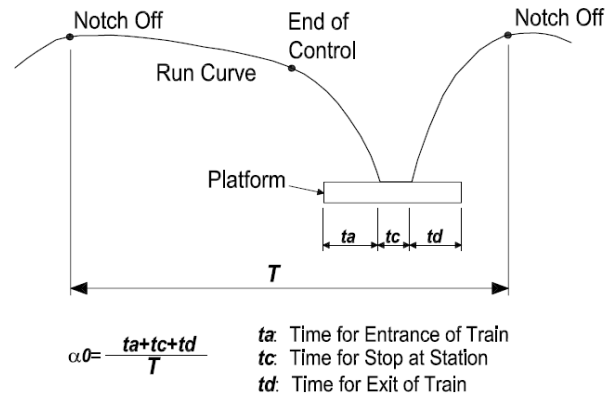 Notch Off
End of
Control
Notch Off
Run Curve
Platform
ta tc td
T
α0= ta+tc+td
T
ta: Time for Entrance of Train
tc: Time for Stop at Station
td: Time for Exit of Train